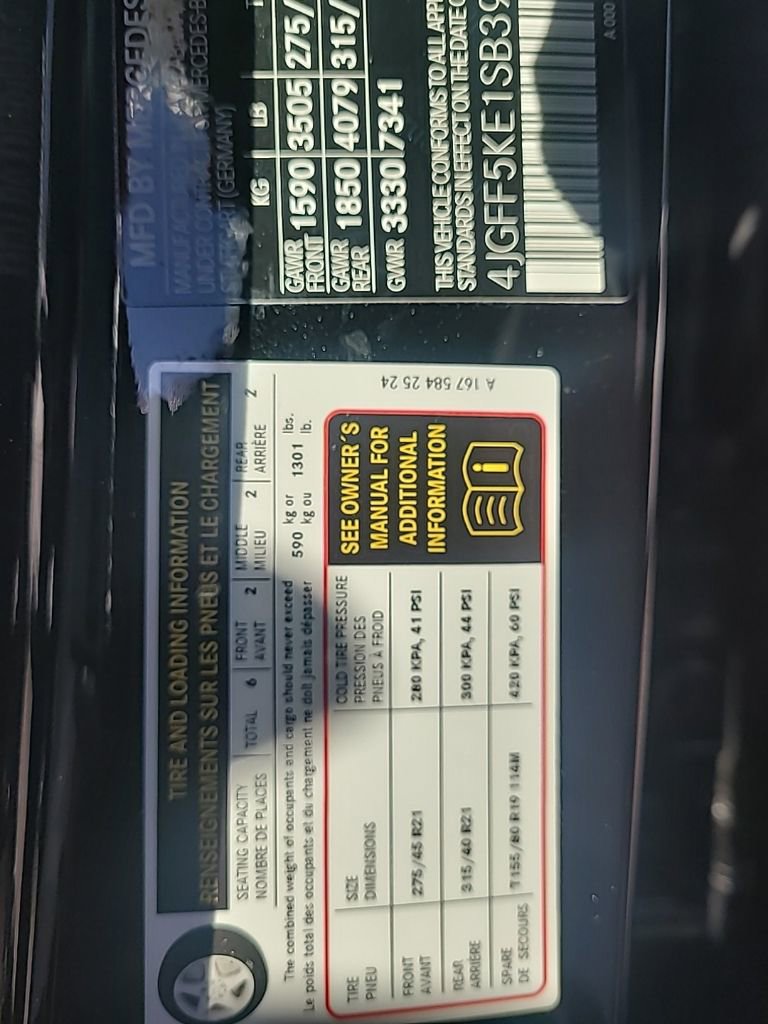 TIRE AND LOADING INFORMATION
RENSEIGNEMENTS SUR LES PNEUS ET LE CHARGEMENT
SEATING CAPACITY TOTAL 6 FRONT 2 MIDDLE 2 REAR 2
NOMBRE DE PLACES AVANT MILIEU ARRIÈRE
The combined weight of occupants and cargo should never exceed 590 kg or 1301 lbs.
Le poids total des occupants et du chargement ne doit jamais dépasser kg ou lb.
TIRE SIZE COLD TIRE PRESSURE
PNEU DIMENSIONS PRESSION DES
PNEUS À FROID
FRONT 275/45 R21 280 KPA, 41 PSI
AVANT
REAR 315/40 R21 300 KPA, 44 PSI
ARRIÈRE
SPARE T155/80 R19 114M 420 KPA, 60 PSI
DE SECOURS
SEE OWNER'S
MANUAL FOR
ADDITIONAL
INFORMATION
A 167 584 25 24
MFD BY MERCEDES
UNDER CONTROL MERCEDES-B
(GERMANY)
KG LB
GAWR FRONT 1590 3505 275/
GAWR REAR 1850 4079 315/
GVWR 3330 7341
THIS VEHICLE CONFORMS TO ALL APPL
STANDARDS IN EFFECT ON THE DATE O
4JGFF5KE1SB39
A 000